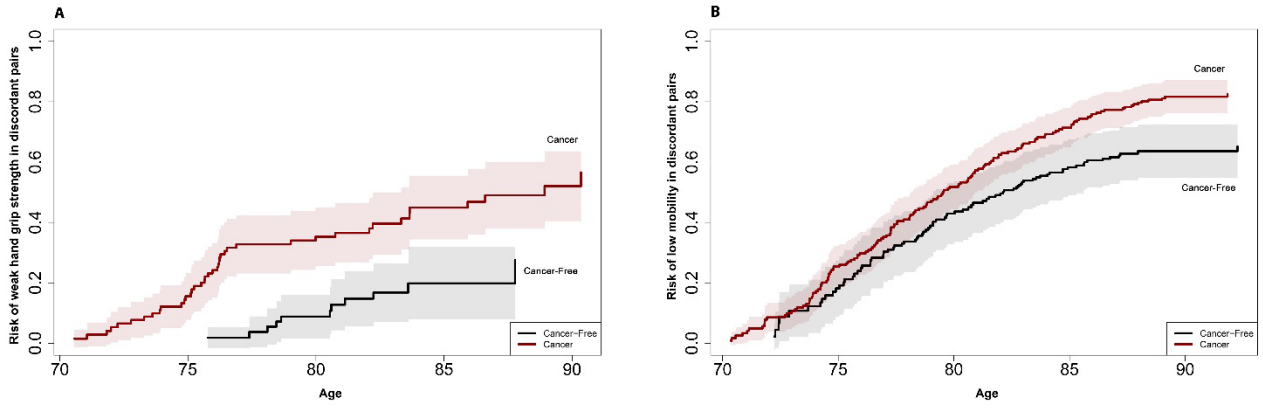 A
Risk of weak hand grip strength in discordant pairs
1.0
0.8
0.6
0.4
0.2
0.0
Cancer
Cancer-Free
Cancer-Free
Cancer
70
75
80
85
90
Age
B
Risk of low mobility in discordant pairs
1.0
0.8
0.6
0.4
0.2
0.0
Cancer
Cancer-Free
Cancer-Free
Cancer
70
75
80
85
90
Age